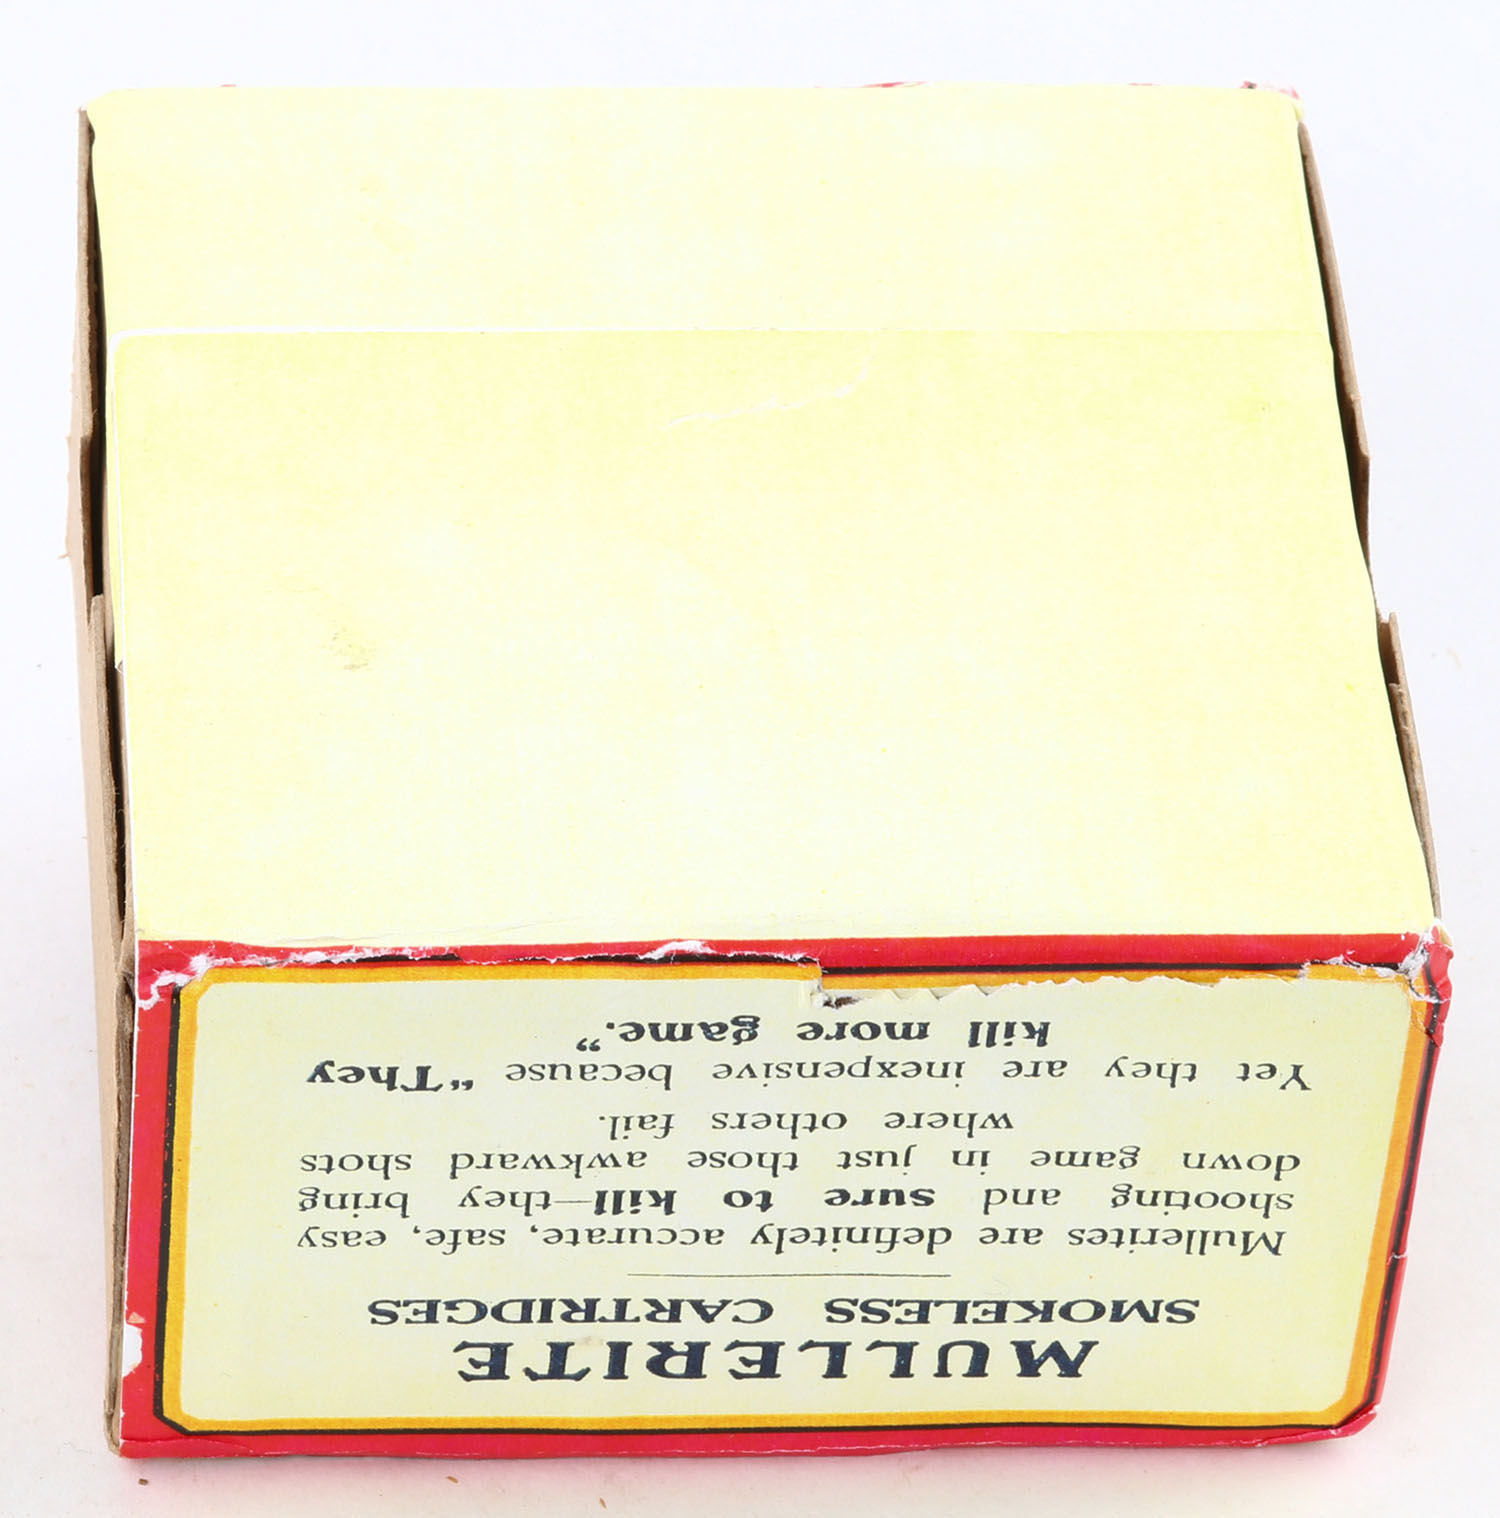 MULLERITE
SMOKELESS CARTRIDGES
Mullerites are definitely accurate, safe, easy
shooting and sure to kill—they bring
down game in just those awkward shots
where others fail.
Yet they are inexpensive because "They
kill more game."